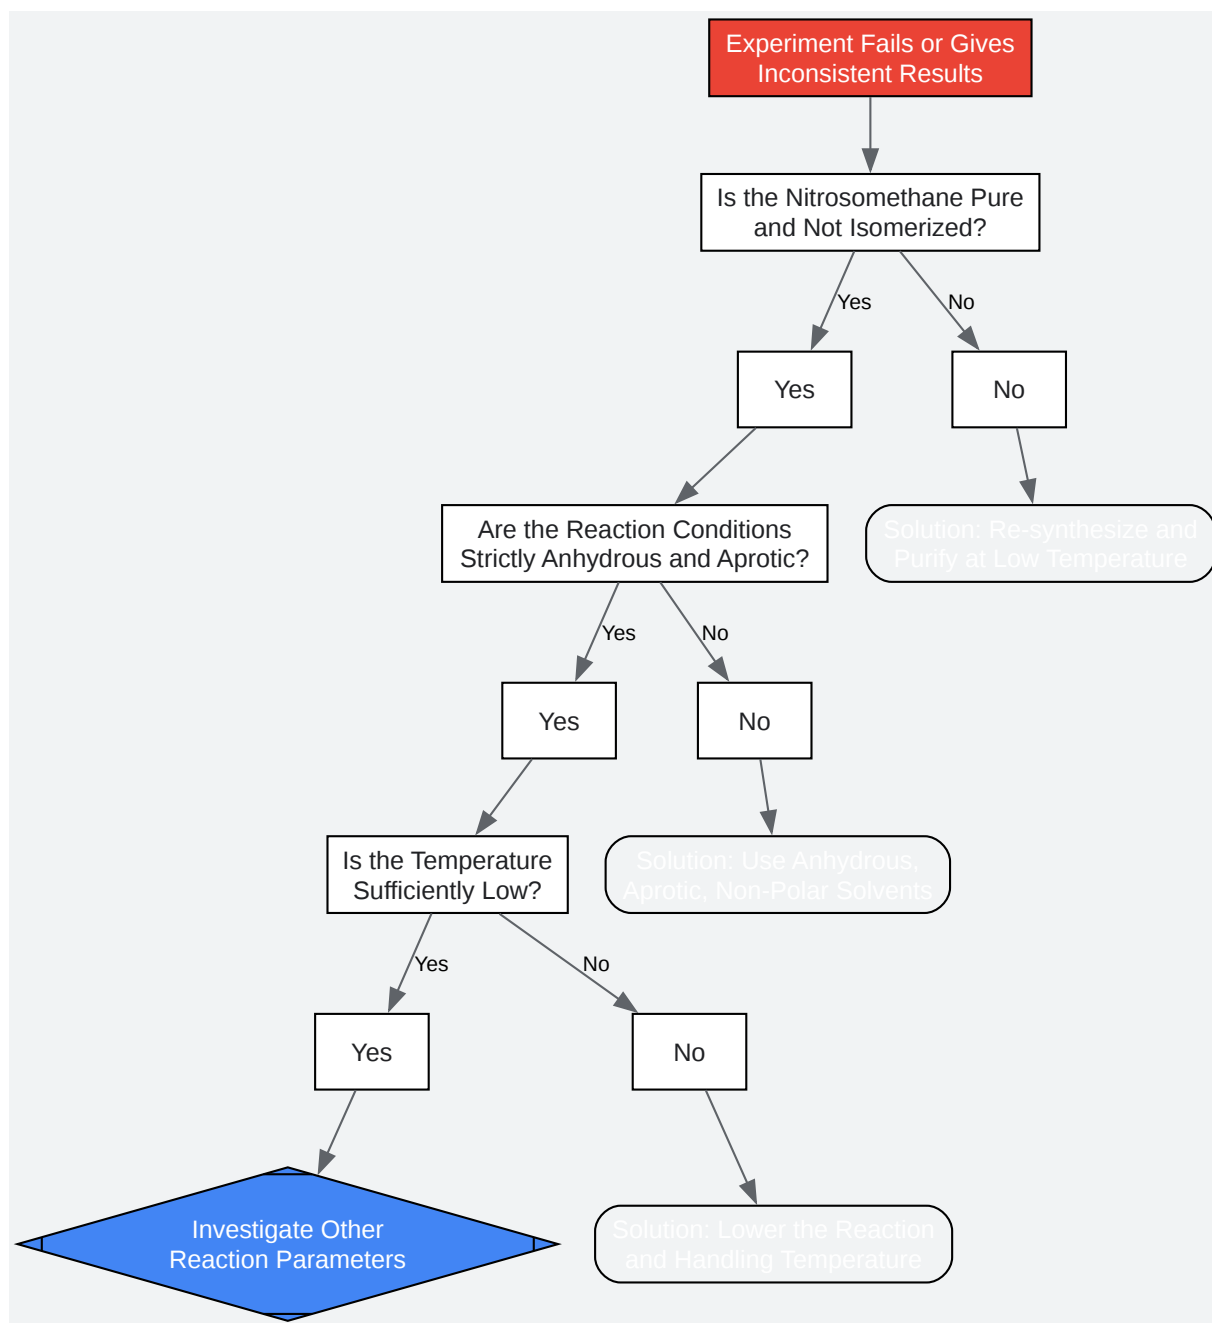 Experiment Fails or Gives
Inconsistent Results
Is the Nitrosomethane Pure
and Not Isomerized?
Yes
No
Yes
No
Are the Reaction Conditions
Strictly Anhydrous and Aprotic?
Solution: Re-synthesize and
Purify at Low Temperature
Yes
No
Yes
No
Is the Temperature
Sufficiently Low?
Solution: Use Anhydrous,
Aprotic, Non-Polar Solvents
Yes
No
Yes
No
Investigate Other
Reaction Parameters
Solution: Lower the Reaction
and Handling Temperature